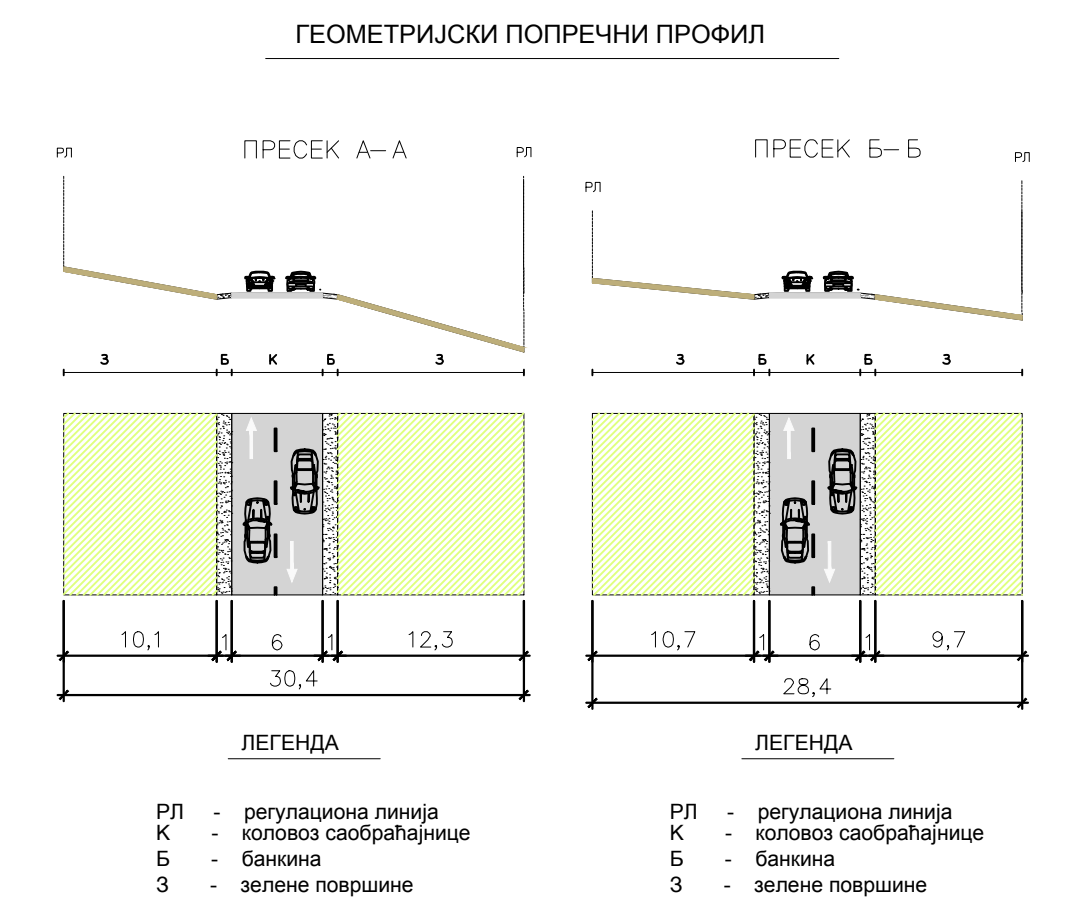 ГЕОМЕТРИЈСКИ ПОПРЕЧНИ ПРОФИЛ
РЛ ПРЕСЕК А–А РЛ
З Б К Б З
10,1 1 6 1 12,3
30,4
ЛЕГЕНДА
РЛ - регулациона линија
К - коловоз саобраћајнице
Б - банкина
З - зелене површине
РЛ ПРЕСЕК Б–Б РЛ
З Б К Б З
10,7 1 6 1 9,7
28,4
ЛЕГЕНДА
РЛ - регулациона линија
К - коловоз саобраћајнице
Б - банкина
З - зелене површине